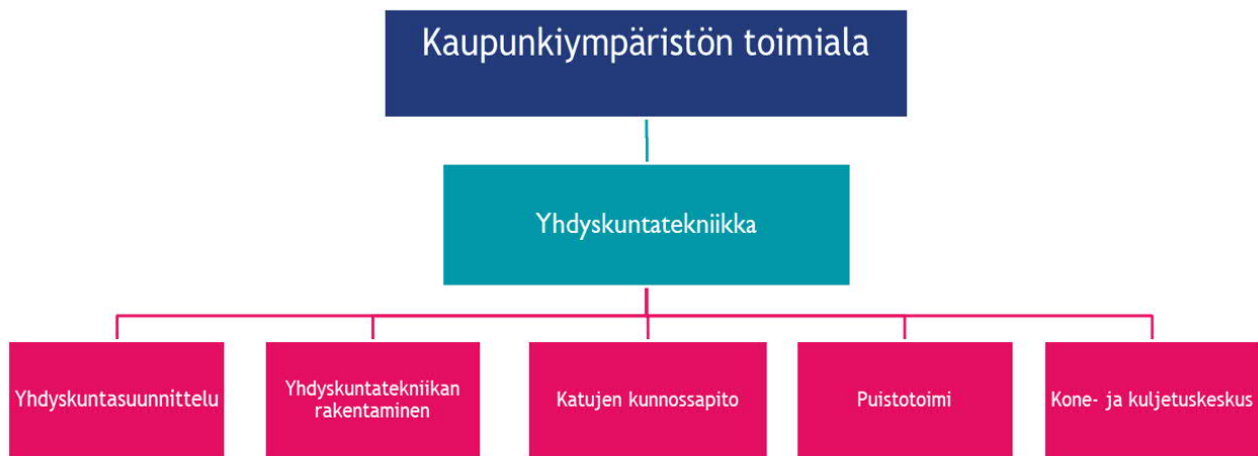 Kaupunkiympäristön toimiala
Yhdyskuntatekniikka
Yhdyskuntasuunnittelu
Yhdyskuntatekniikan
rakentaminen
Katujen kunnossapito
Puistotoimi
Kone- ja kuljetuskeskus